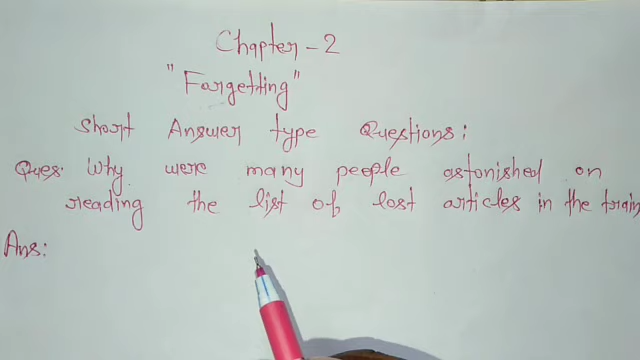 Chapter - 2
"Fargetting"
Short Answer type Questions:
Ques. Why were many people astonished on
reading the list of lost articles in the train
Ans: